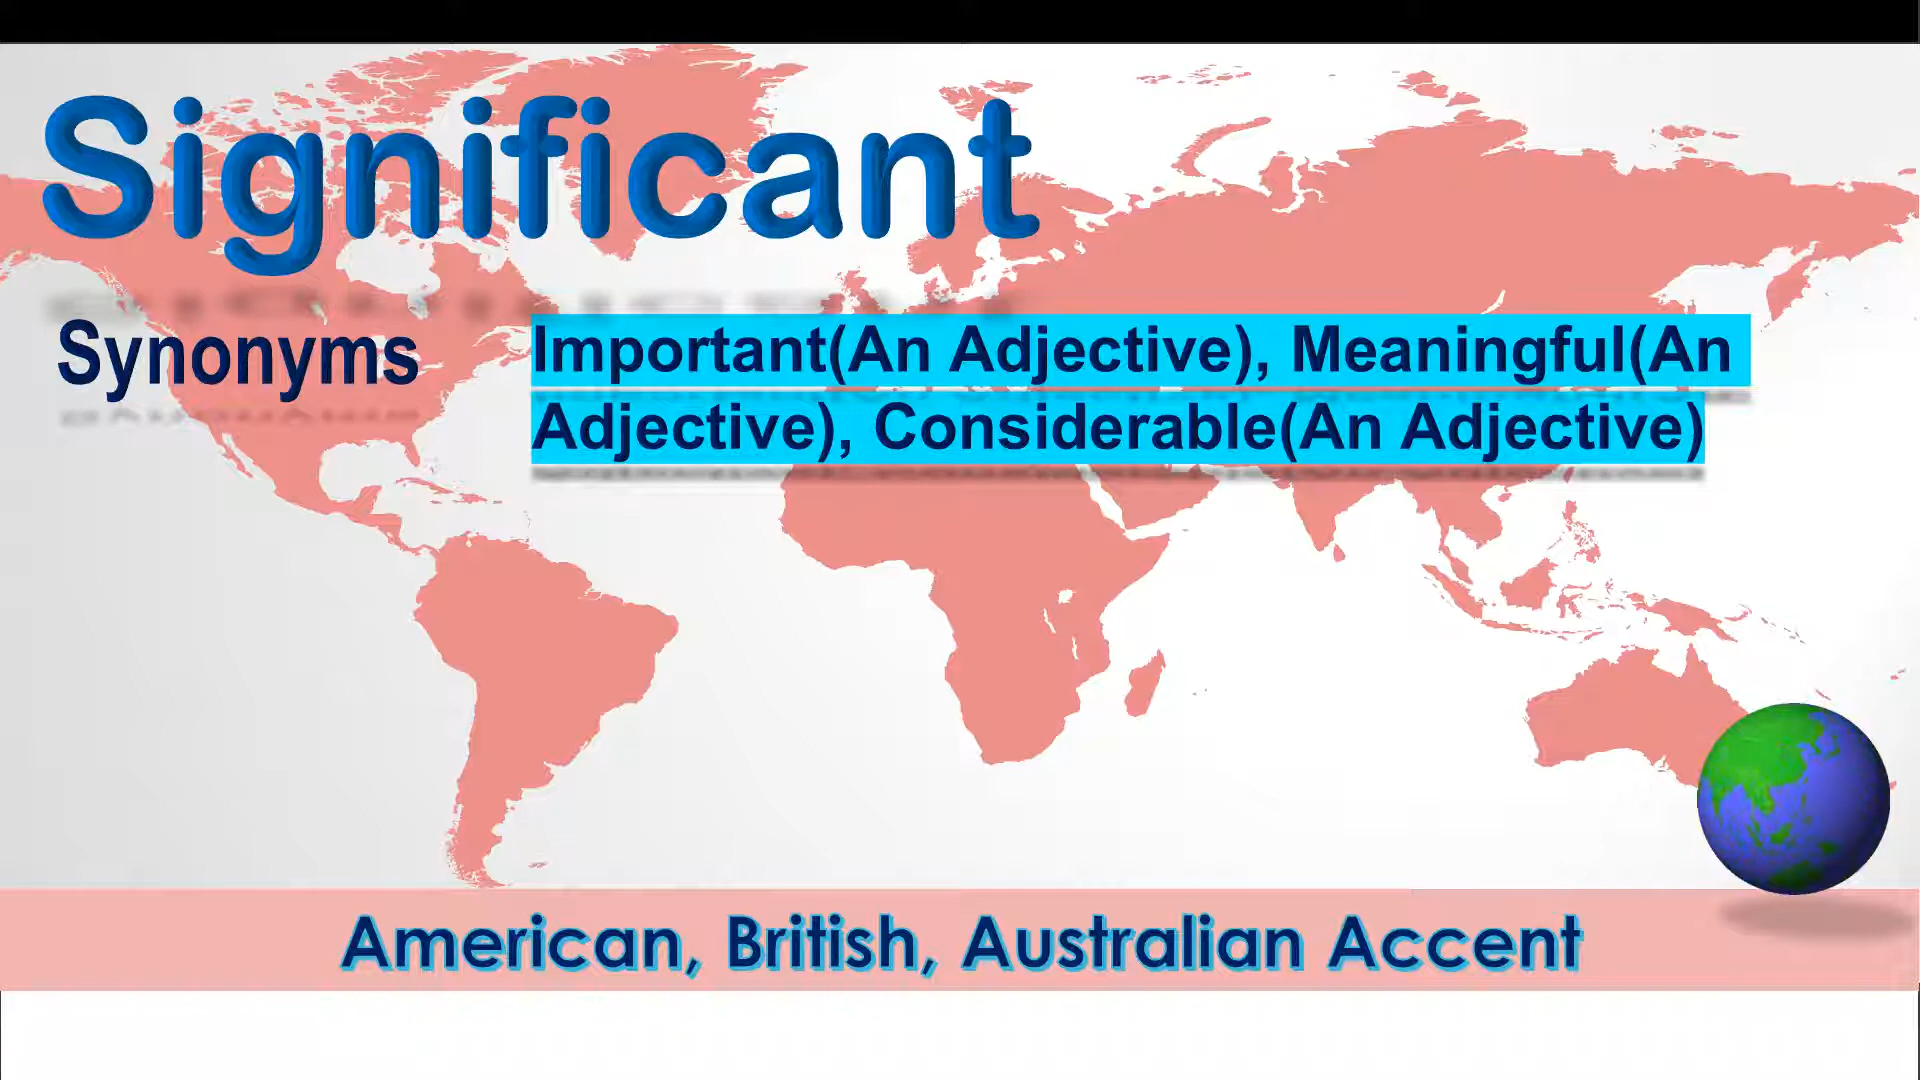 Significant
Synonyms
Important(An Adjective), Meaningful(An
Adjective), Considerable(An Adjective)
American, British, Australian Accent